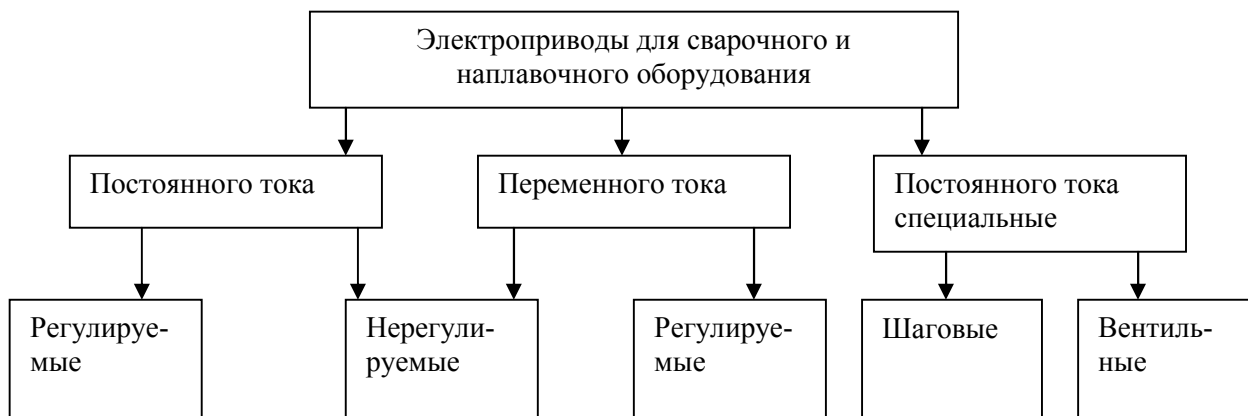 Электроприводы для сварочного и
наплавочного оборудования
Постоянного тока
Переменного тока
Постоянного тока
специальные
Регулируе-
мые
Нерегули-
руемые
Регулируе-
мые
Шаговые
Вентиль-
ные